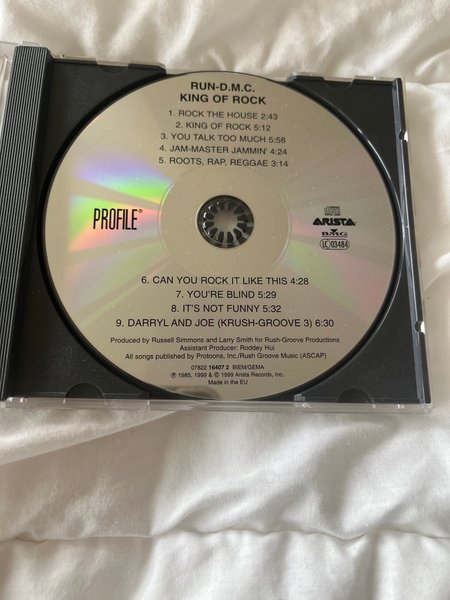 RUN-D.M.C.
KING OF ROCK
1. ROCK THE HOUSE 2:43
2. KING OF ROCK 5:12
3. YOU TALK TOO MUCH 5:58
4. JAM-MASTER JAMMIN' 4:24
5. ROOTS, RAP, REGGAE 3:14
PROFILE®
ARISTA
BMG
LC 03484
6. CAN YOU ROCK IT LIKE THIS 4:28
7. YOU'RE BLIND 5:29
8. IT'S NOT FUNNY 5:32
9. DARRYL AND JOE (KRUSH-GROOVE 3) 6:30
Produced by Russell Simmons and Larry Smith for Rush-Groove Productions
Assistant Producer: Roddey Hui
All songs published by Protoons, Inc./Rush Groove Music (ASCAP)
07822 16407 2 BIEM/GEMA
℗ 1985, 1999 & © 1999 Arista Records, Inc.
Made in the EU